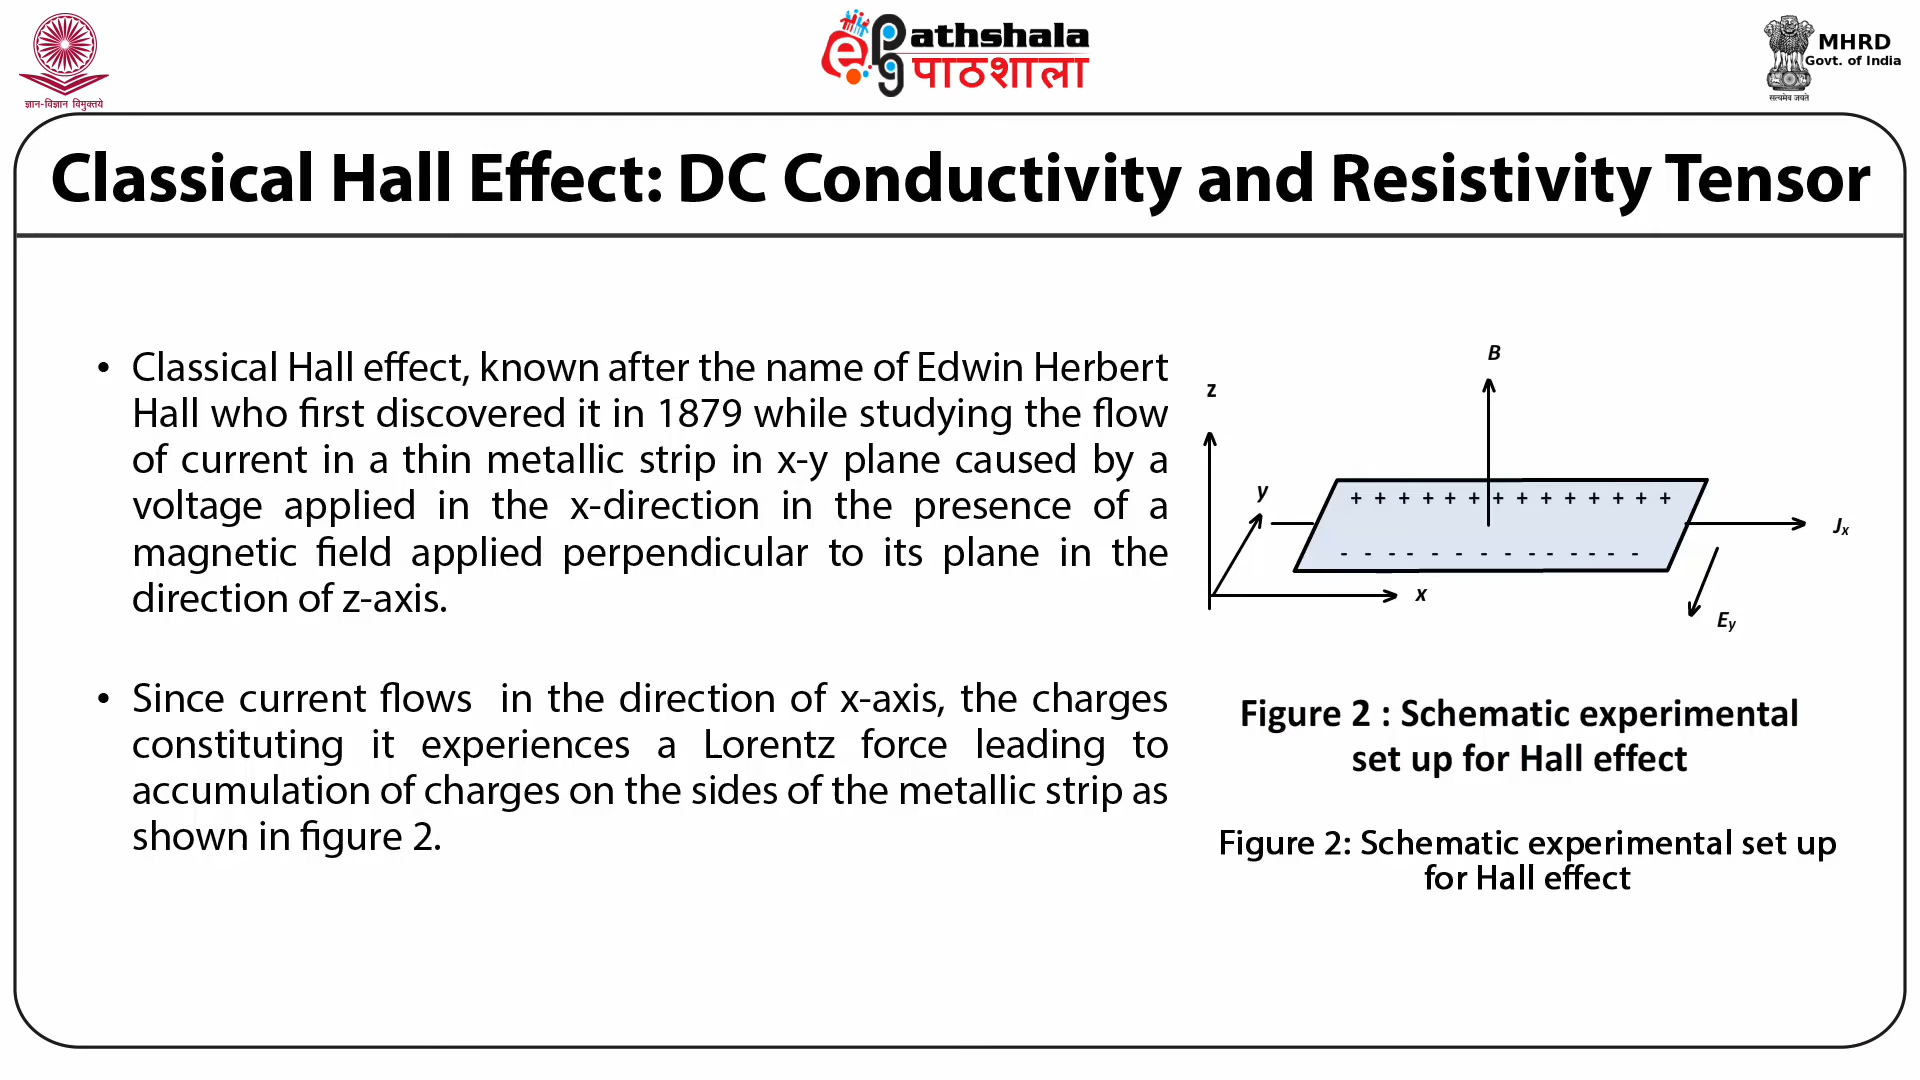 ज्ञान-विज्ञान विमुक्तये
e Pg athshala
पाठशाला
MHRD
Govt. of India
सत्यमेव जयते
Classical Hall Effect: DC Conductivity and Resistivity Tensor
• Classical Hall effect, known after the name of Edwin Herbert
Hall who first discovered it in 1879 while studying the flow
of current in a thin metallic strip in x-y plane caused by a
voltage applied in the x-direction in the presence of a
magnetic field applied perpendicular to its plane in the
direction of z-axis.
• Since current flows in the direction of x-axis, the charges
constituting it experiences a Lorentz force leading to
accumulation of charges on the sides of the metallic strip as
shown in figure 2.
B
z
y
+ + + + + + + + + + + + + +
Jx
- - - - - - - - - - - - - -
x
Ey
Figure 2 : Schematic experimental
set up for Hall effect
Figure 2: Schematic experimental set up
for Hall effect